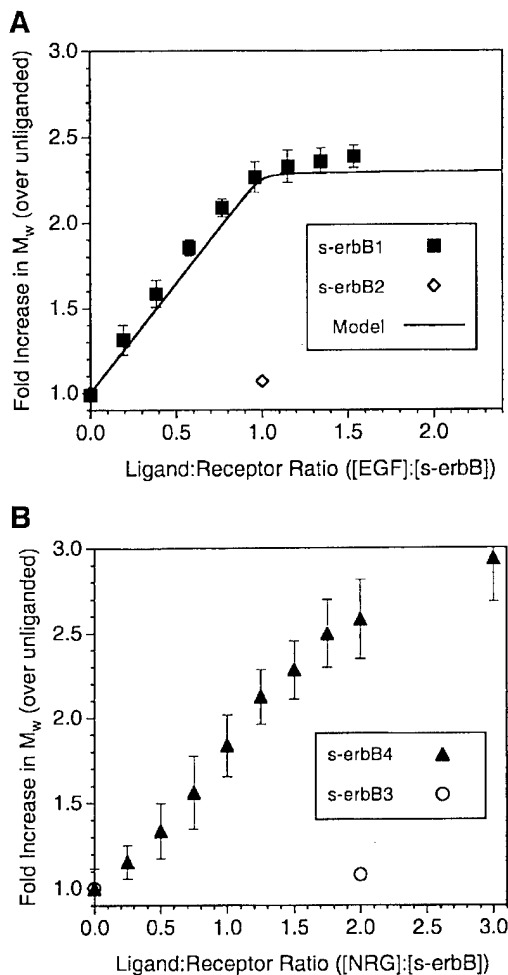 A
Fold Increase in Mw (over unliganded)
3.0
2.5
2.0
1.5
1.0
s-erbB1
s-erbB2
Model
0.0 0.5 1.0 1.5 2.0
Ligand:Receptor Ratio ([EGF]:[s-erbB])
B
Fold Increase in Mw (over unliganded)
3.0
2.5
2.0
1.5
1.0
s-erbB4
s-erbB3
0.0 0.5 1.0 1.5 2.0 2.5 3.0
Ligand:Receptor Ratio ([NRG]:[s-erbB])